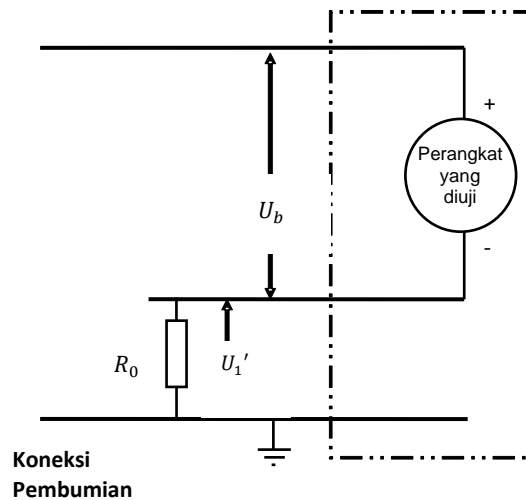 +
Perangkat
yang
diuji
U_b
-
R_0
U_1'
Koneksi
Pembumian